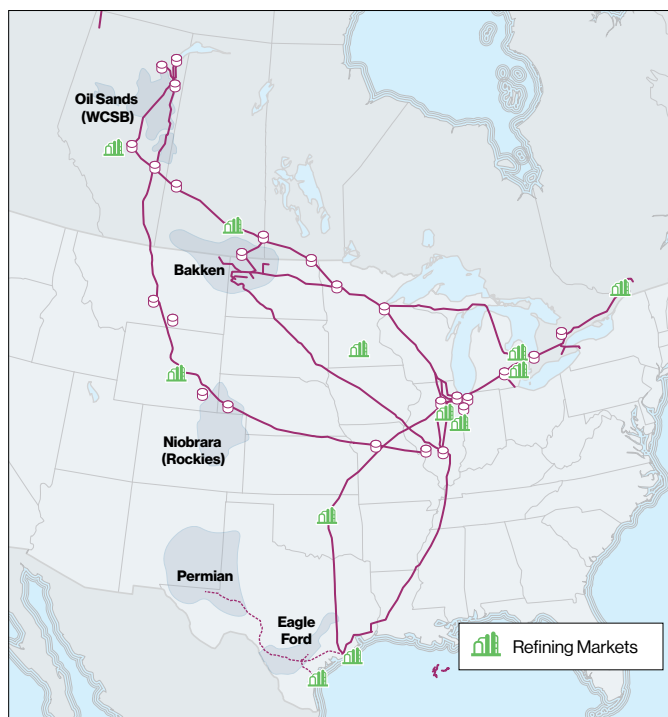 Oil Sands
(WCSB)
Bakken
Niobrara
(Rockies)
Permian
Eagle
Ford
Refining Markets